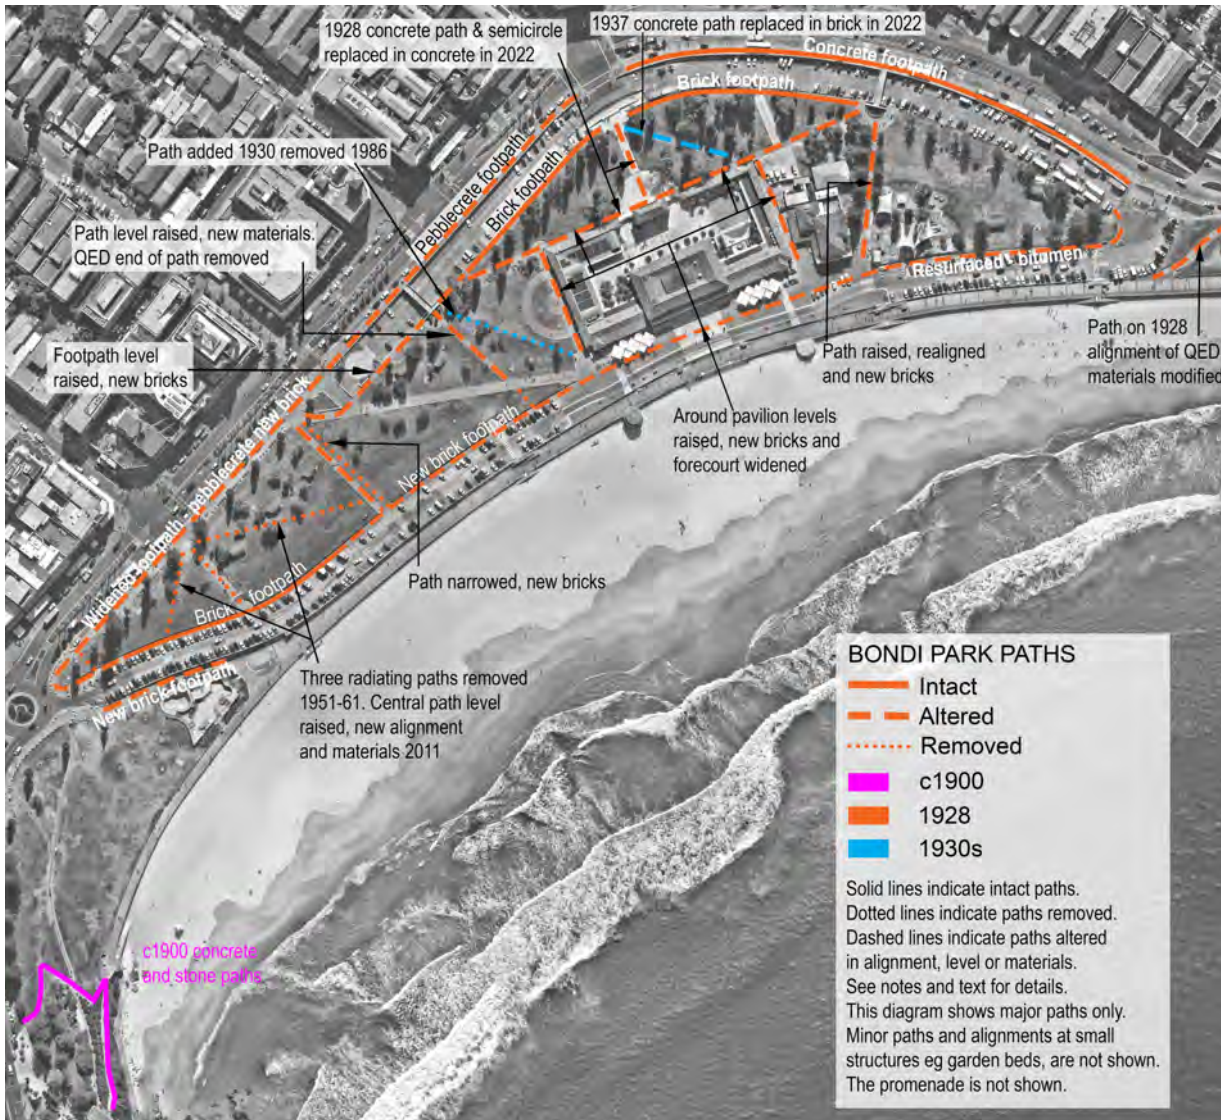 1928 concrete path & semicircle
replaced in concrete in 2022
1937 concrete path replaced in brick in 2022
Concrete footpath
Brick footpath
Path added 1930 removed 1986
Pebblecrete footpath
Brick footpath
Path level raised, new materials.
QED end of path removed
Resurfaced - bitumen
Footpath level
raised, new bricks
Path raised, realigned
and new bricks
Path on 1928
alignment of QED
materials modified
Around pavilion levels
raised, new bricks and
forecourt widened
Widened footpath - pebblecrete new brick
New brick footpath
Path narrowed, new bricks
Brick footpath
New brick footpath
Three radiating paths removed
1951-61. Central path level
raised, new alignment
and materials 2011
c1900 concrete
and stone paths
BONDI PARK PATHS
Intact
Altered
Removed
c1900
1928
1930s
Solid lines indicate intact paths.
Dotted lines indicate paths removed.
Dashed lines indicate paths altered
in alignment, level or materials.
See notes and text for details.
This diagram shows major paths only.
Minor paths and alignments at small
structures eg garden beds, are not shown.
The promenade is not shown.